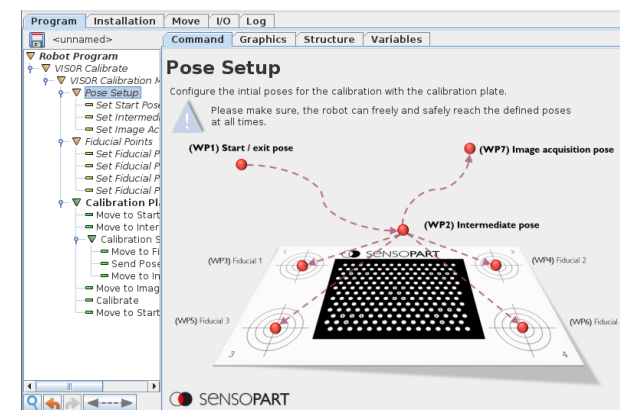 Program Installation Move I/O Log
<unnamed>
Command Graphics Structure Variables
Robot Program
VISOR Calibrate
VISOR Calibration M
Pose Setup
Set Start Pose
Set Intermedi
Set Image Ac
Fiducial Points
Set Fiducial P
Set Fiducial P
Set Fiducial P
Set Fiducial P
Calibration Pl
Move to Start
Move to Inter
Calibration S
Move to Fi
Send Pose
Move to In
Move to Imag
Calibrate
Move to Start
Pose Setup
Configure the intial poses for the calibration with the calibration plate.
Please make sure, the robot can freely and safely reach the defined poses
at all times.
(WP1) Start / exit pose
(WP7) Image acquisition pose
(WP2) Intermediate pose
SENSOPART
(WP3) Fiducial 1
(WP4) Fiducial 2
(WP5) Fiducial 3
(WP6) Fiducial
3
4
SENSOPART